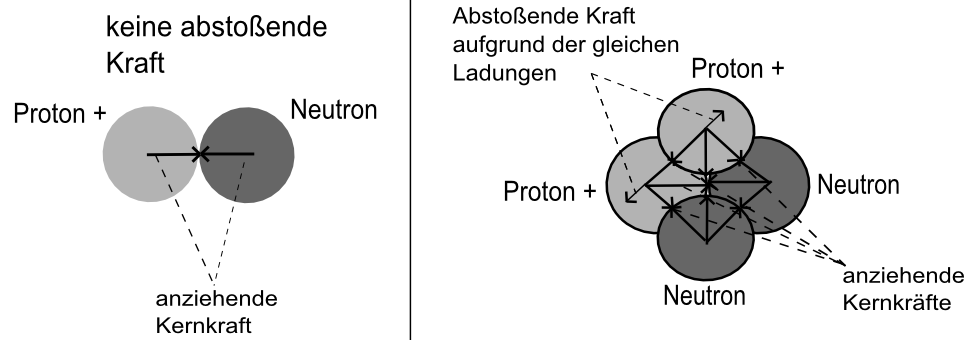 keine abstoßende
Kraft
Proton +
Neutron
anziehende
Kernkraft
Abstoßende Kraft
aufgrund der gleichen
Ladungen
Proton +
Proton +
Neutron
Neutron
anziehende
Kernkräfte